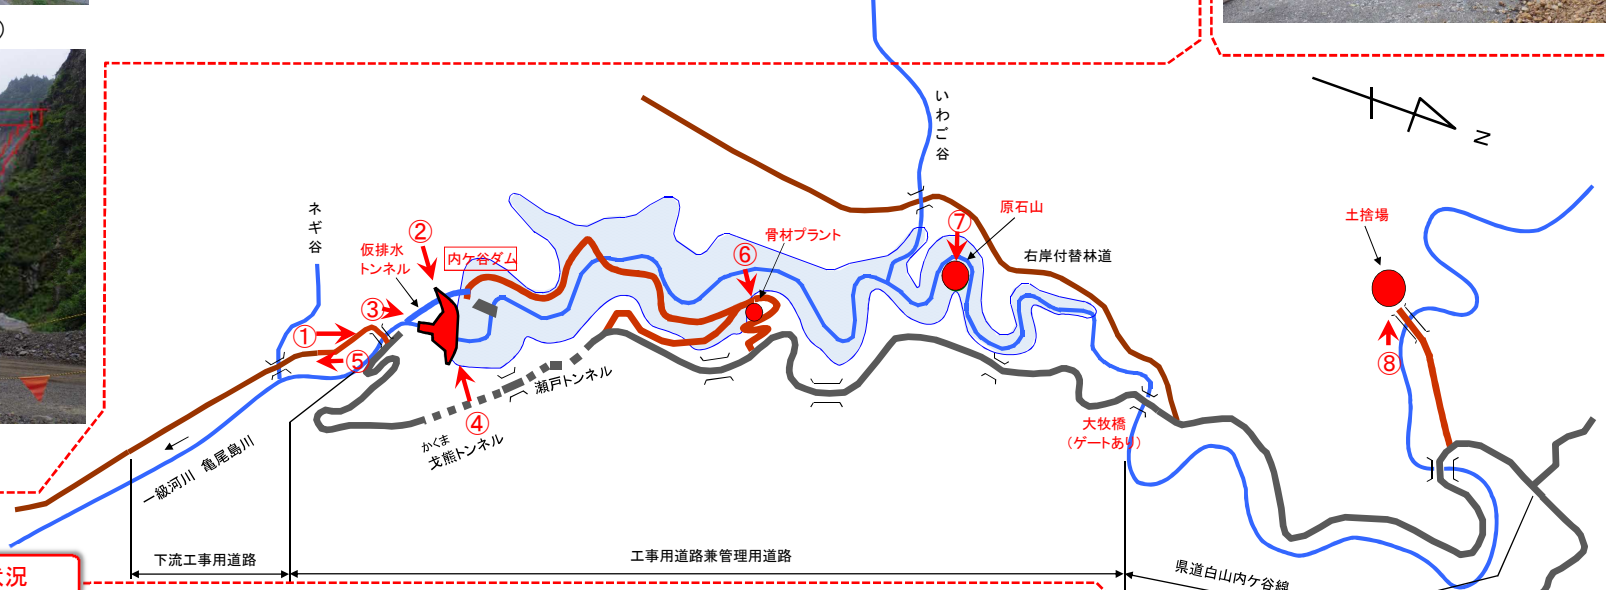 いわご谷
N
ネギ谷
②
仮排水
トンネル
内ケ谷ダム
⑥
骨材プラント
⑦
原石山
右岸付替林道
土捨場
③
①
⑤
⑧
④
瀬戸トンネル
かくま
戈熊トンネル
大牧橋
(ゲートあり)
一級河川 亀尾島川
下流工事用道路
工事用道路兼管理用道路
県道白山内ケ谷線
況